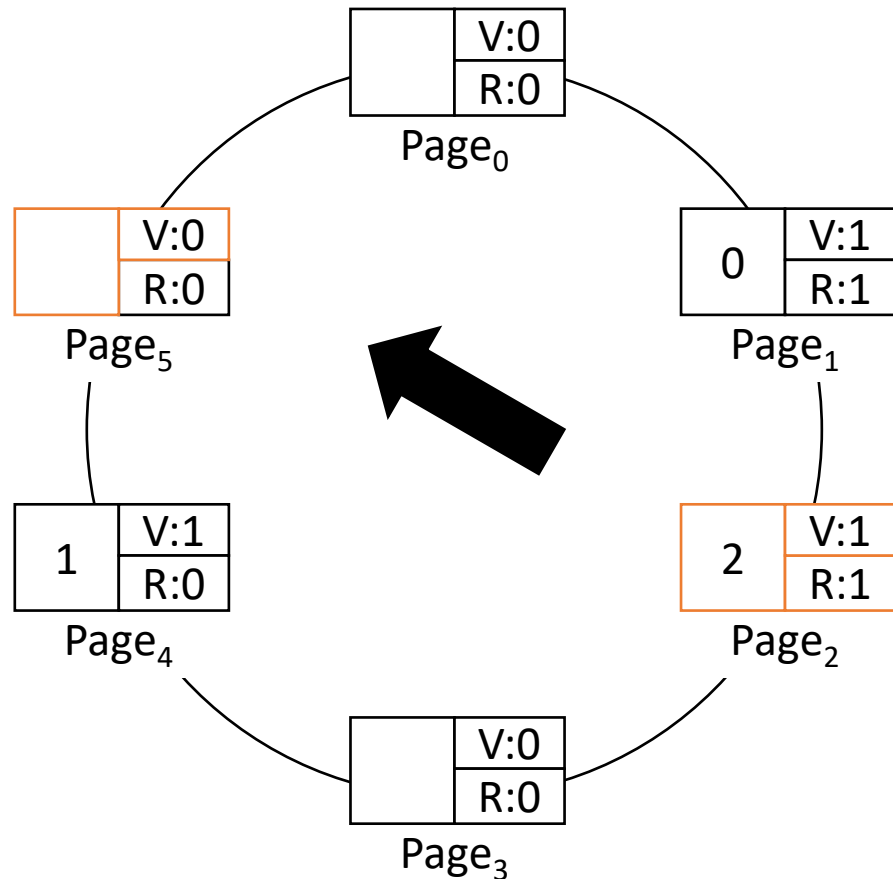 V:0
R:0
Page₀
V:0
R:0
Page₅
0
V:1
R:1
Page₁
1
V:1
R:0
Page₄
2
V:1
R:1
Page₂
V:0
R:0
Page₃